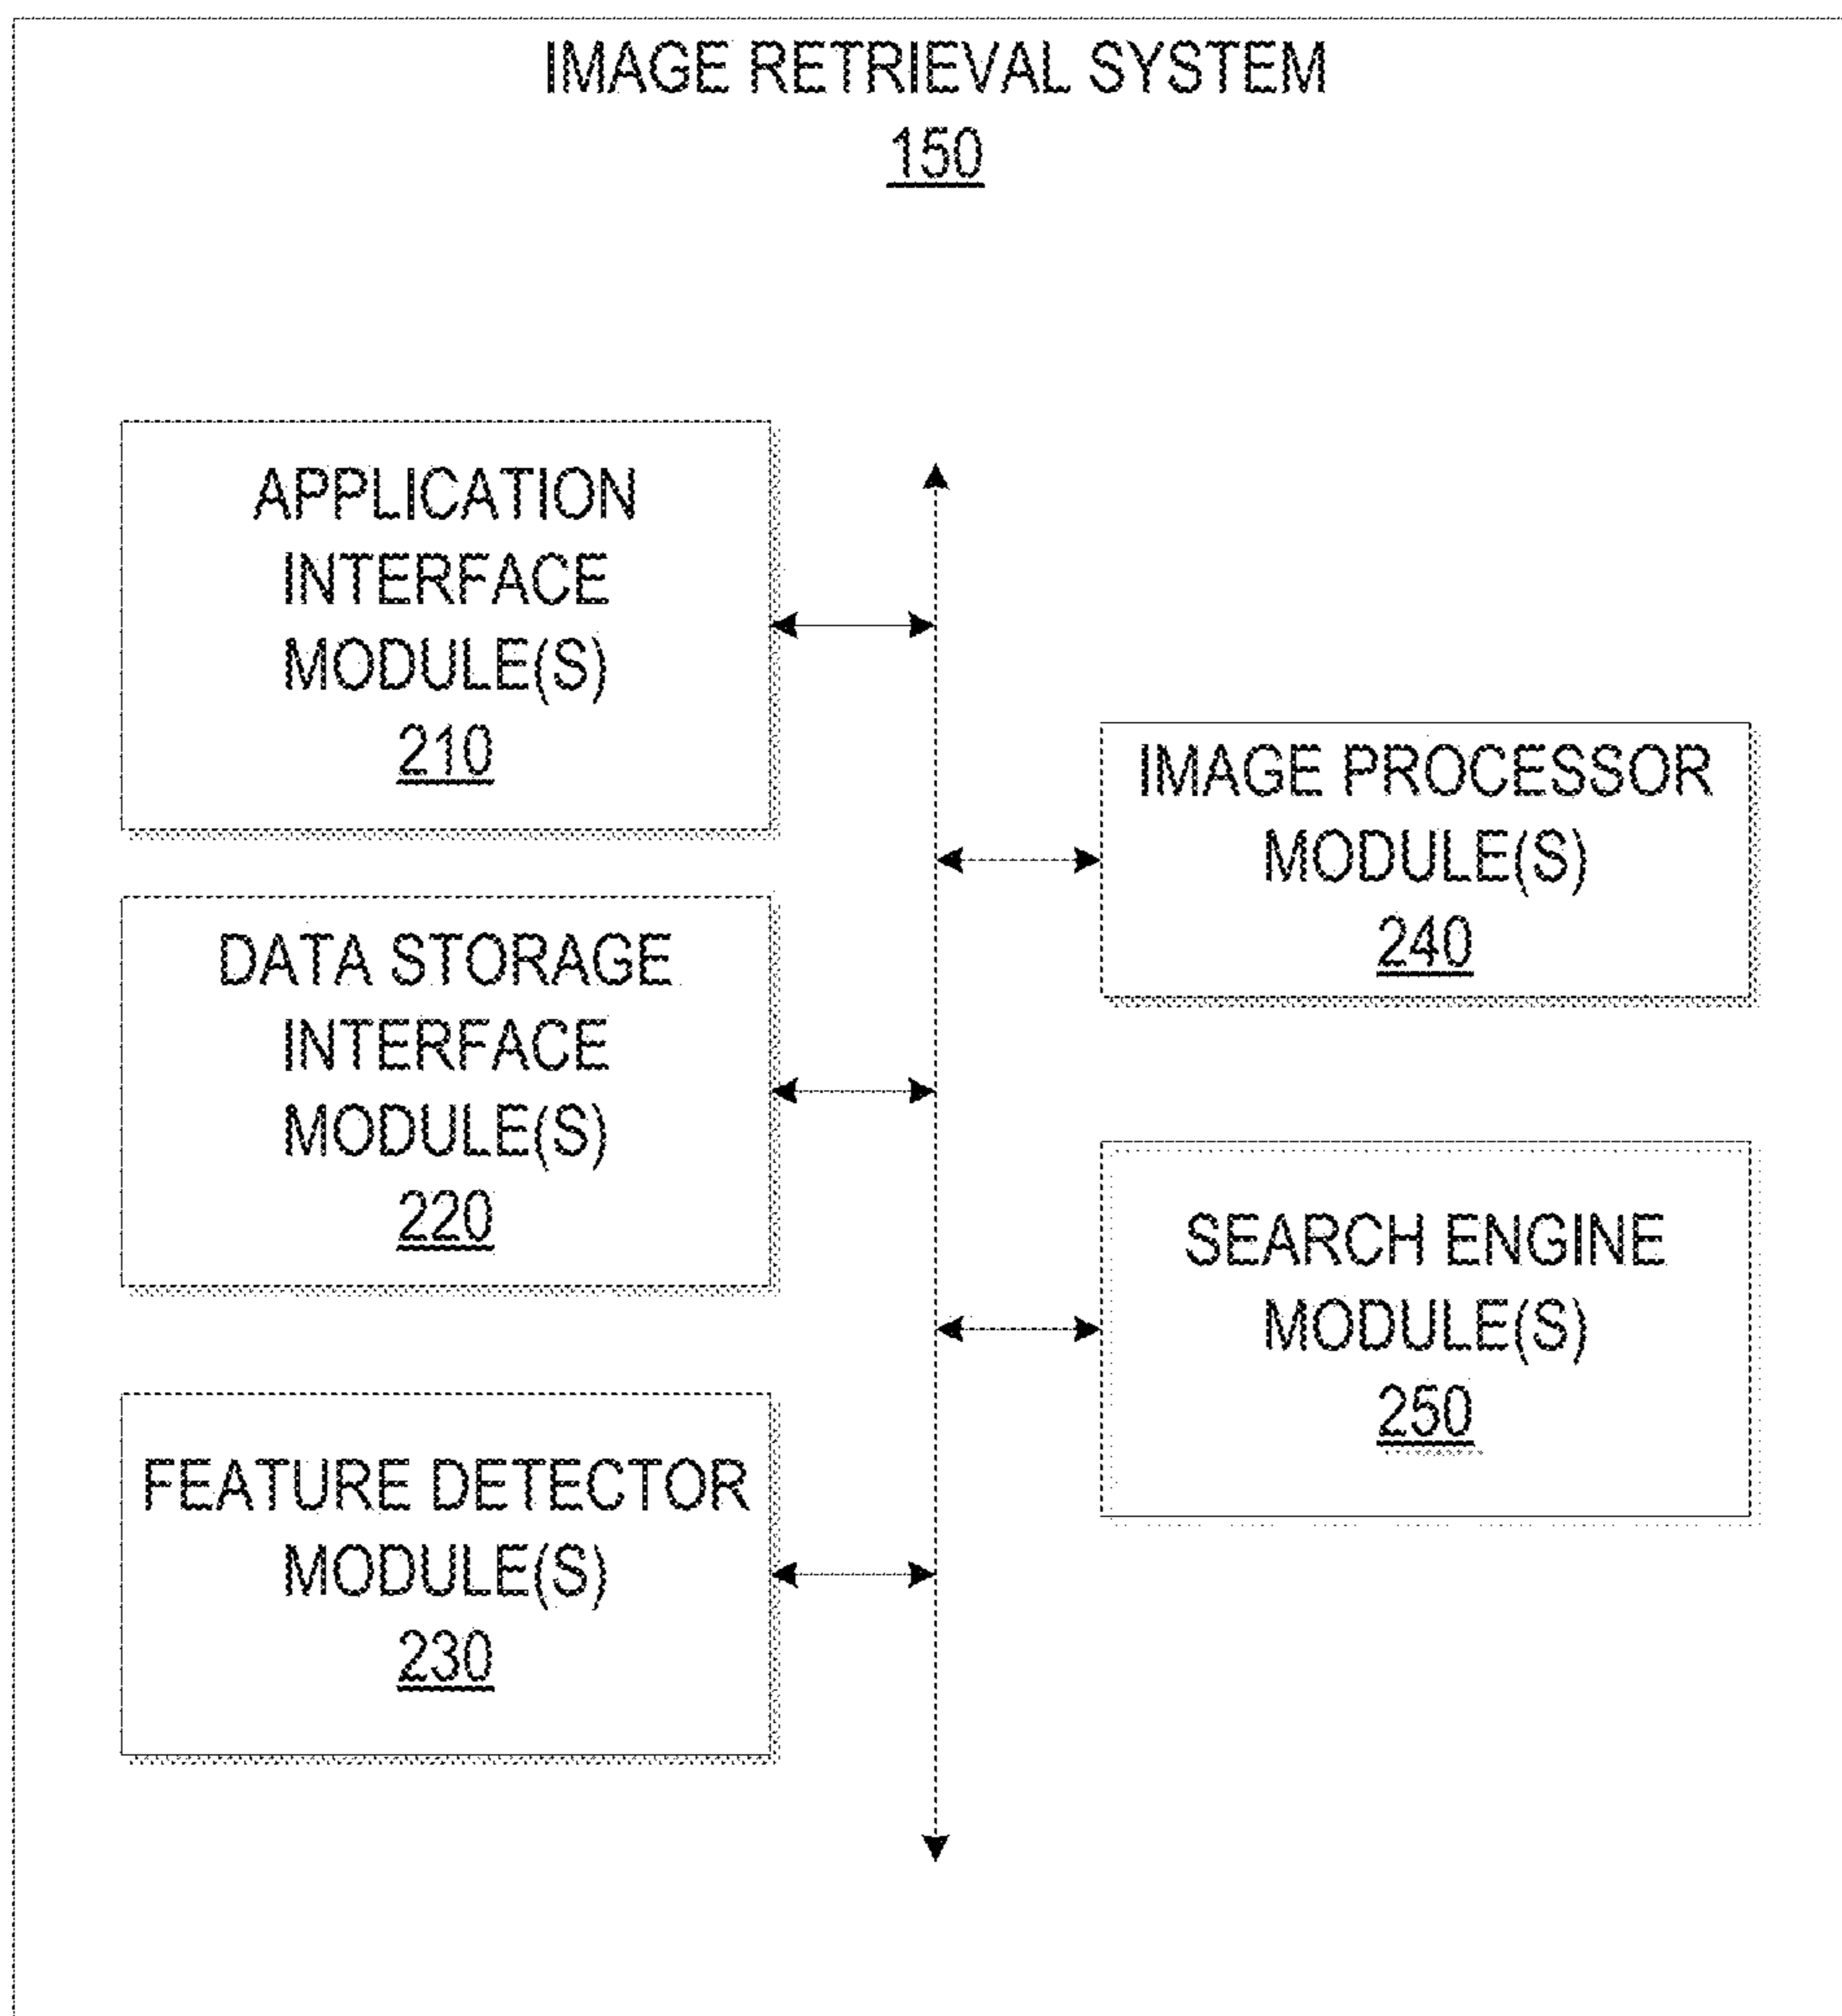 IMAGE RETRIEVAL SYSTEM
150
APPLICATION
INTERFACE
MODULE(S)
210
DATA STORAGE
INTERFACE
MODULE(S)
220
FEATURE DETECTOR
MODULE(S)
230
IMAGE PROCESSOR
MODULE(S)
240
SEARCH ENGINE
MODULE(S)
250